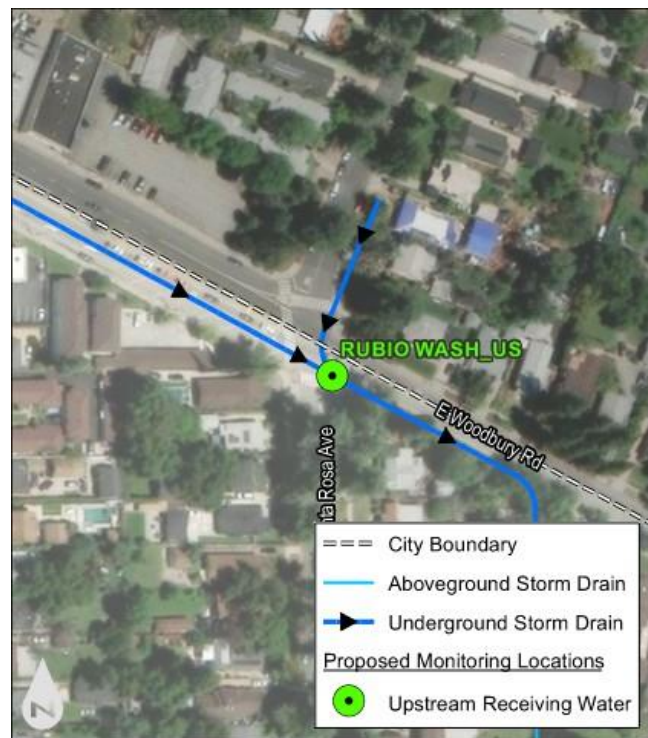 RUBIO WASH_US
E Woodbury Rd
nta Rosa Ave
City Boundary
Aboveground Storm Drain
Underground Storm Drain
Proposed Monitoring Locations
Upstream Receiving Water
N